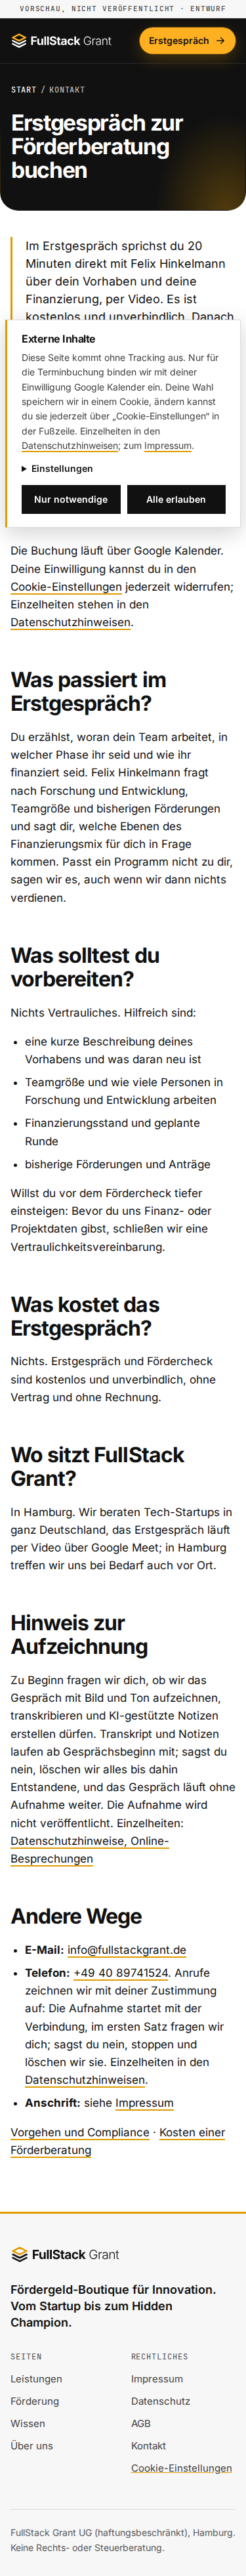 VORSCHAU, NICHT VERÖFFENTLICHT · ENTWURF
FullStack Grant
Erstgespräch →
START / KONTAKT
Erstgespräch zur
Förderberatung
buchen
Im Erstgespräch sprichst du 20
Minuten direkt mit Felix Hinkelmann
über dein Vorhaben und deine
Finanzierung, per Video. Es ist
kostenlos und unverbindlich. Danach
Externe Inhalte
Diese Seite kommt ohne Tracking aus. Nur für
die Terminbuchung binden wir mit deiner
Einwilligung Google Kalender ein. Deine Wahl
speichern wir in einem Cookie, ändern kannst
du sie jederzeit über „Cookie-Einstellungen“ in
der Fußzeile. Einzelheiten in den
Datenschutzhinweisen; zum Impressum.
Einstellungen
Nur notwendige
Alle erlauben
Die Buchung läuft über Google Kalender.
Deine Einwilligung kannst du in den
Cookie-Einstellungen jederzeit widerrufen;
Einzelheiten stehen in den
Datenschutzhinweisen.
Was passiert im
Erstgespräch?
Du erzählst, woran dein Team arbeitet, in
welcher Phase ihr seid und wie ihr
finanziert seid. Felix Hinkelmann fragt
nach Forschung und Entwicklung,
Teamgröße und bisherigen Förderungen
und sagt dir, welche Ebenen des
Finanzierungsmix für dich in Frage
kommen. Passt ein Programm nicht zu dir,
sagen wir es, auch wenn wir dann nichts
verdienen.
Was solltest du
vorbereiten?
Nichts Vertrauliches. Hilfreich sind:
• eine kurze Beschreibung deines
Vorhabens und was daran neu ist
• Teamgröße und wie viele Personen in
Forschung und Entwicklung arbeiten
• Finanzierungsstand und geplante
Runde
• bisherige Förderungen und Anträge
Willst du vor dem Fördercheck tiefer
einsteigen: Bevor du uns Finanz- oder
Projektdaten gibst, schließen wir eine
Vertraulichkeitsvereinbarung.
Was kostet das
Erstgespräch?
Nichts. Erstgespräch und Fördercheck
sind kostenlos und unverbindlich, ohne
Vertrag und ohne Rechnung.
Wo sitzt FullStack
Grant?
In Hamburg. Wir beraten Tech-Startups in
ganz Deutschland, das Erstgespräch läuft
per Video über Google Meet; in Hamburg
treffen wir uns bei Bedarf auch vor Ort.
Hinweis zur
Aufzeichnung
Zu Beginn fragen wir dich, ob wir das
Gespräch mit Bild und Ton aufzeichnen,
transkribieren und KI-gestützte Notizen
erstellen dürfen. Transkript und Notizen
laufen ab Gesprächsbeginn mit; sagst du
nein, löschen wir alles bis dahin
Entstandene, und das Gespräch läuft ohne
Aufnahme weiter. Die Aufnahme wird
nicht veröffentlicht. Einzelheiten:
Datenschutzhinweise, Online-
Besprechungen
Andere Wege
• E-Mail: info@fullstackgrant.de
• Telefon: +49 40 89741524. Anrufe
zeichnen wir mit deiner Zustimmung
auf: Die Aufnahme startet mit der
Verbindung, im ersten Satz fragen wir
dich; sagst du nein, stoppen und
löschen wir sie. Einzelheiten in den
Datenschutzhinweisen.
• Anschrift: siehe Impressum
Vorgehen und Compliance · Kosten einer
Förderberatung
FullStack Grant
Fördergeld-Boutique für Innovation.
Vom Startup bis zum Hidden
Champion.
SEITEN
Leistungen
Förderung
Wissen
Über uns
RECHTLICHES
Impressum
Datenschutz
AGB
Kontakt
Cookie-Einstellungen
FullStack Grant UG (haftungsbeschränkt), Hamburg.
Keine Rechts- oder Steuerberatung.